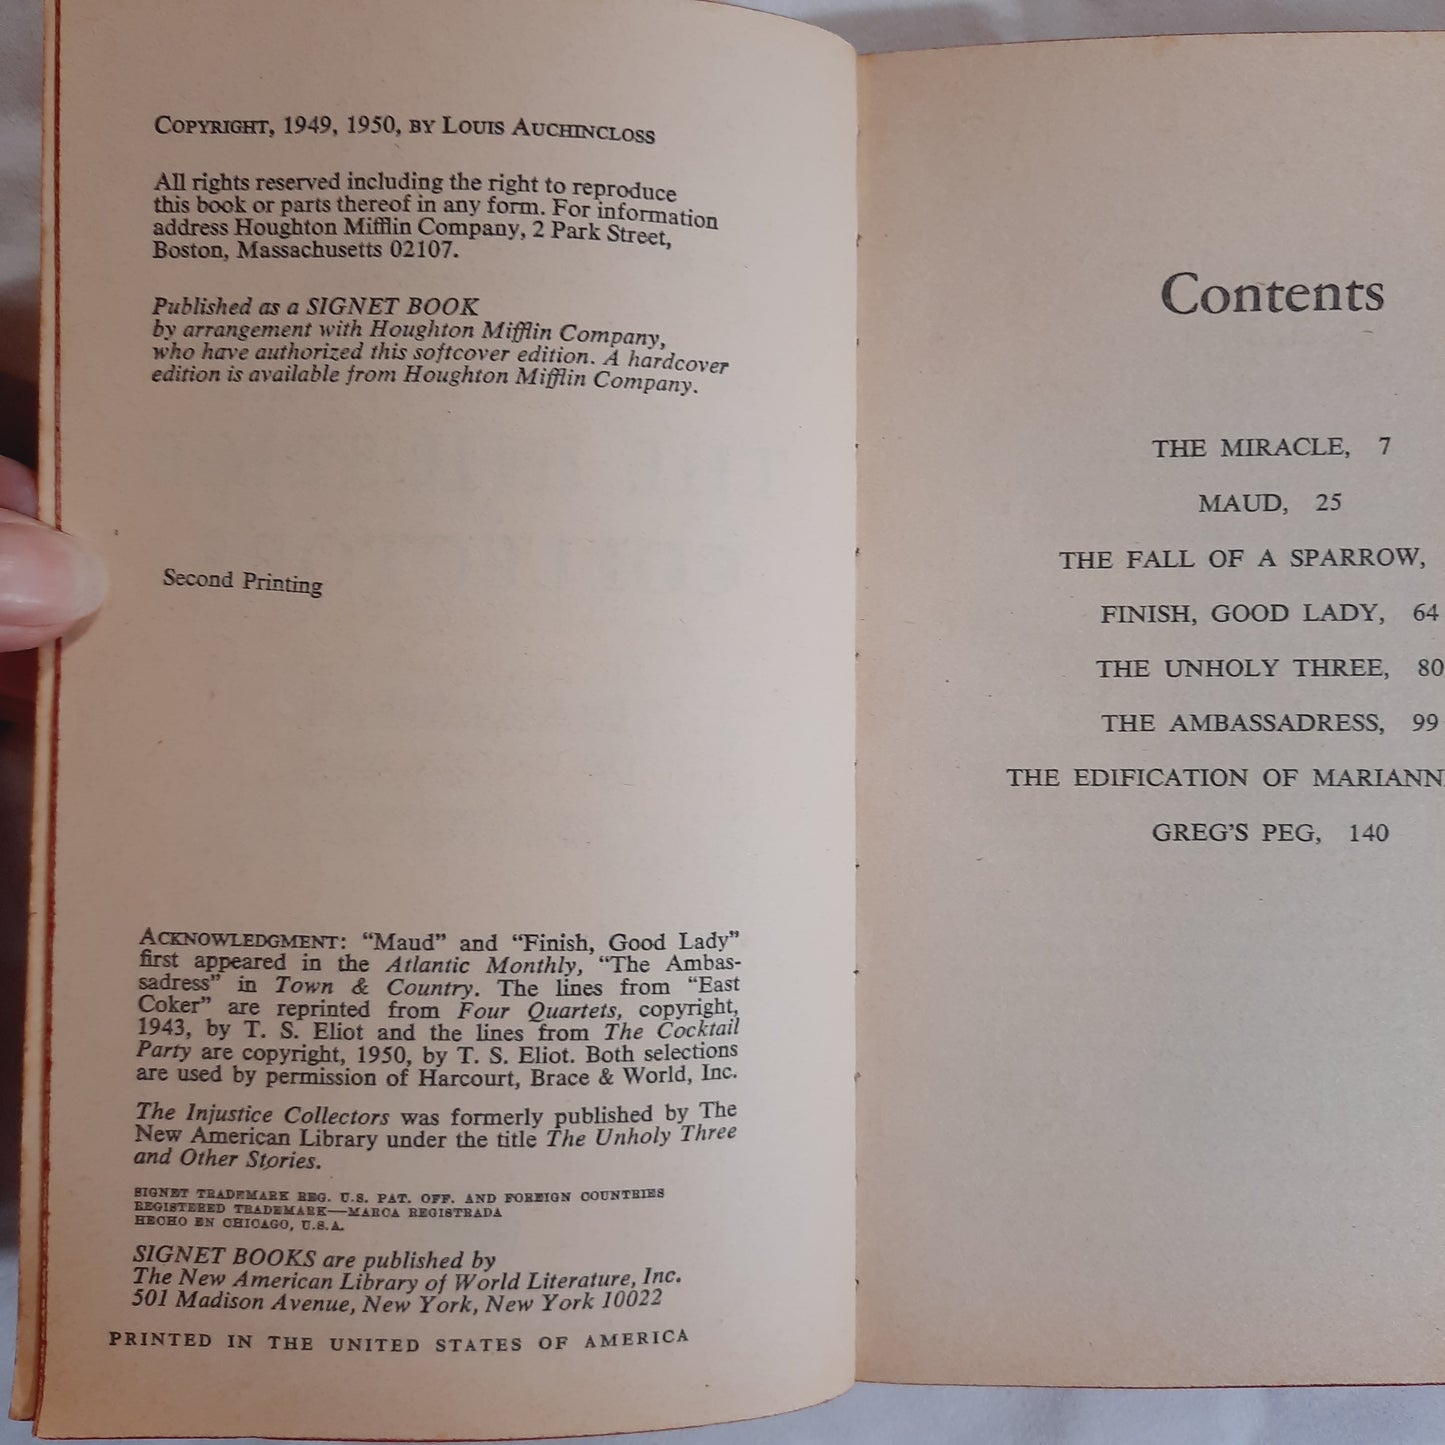 COPYRIGHT, 1949, 1950, BY LOUIS AUCHINCLOSS
All rights reserved including the right to reproduce
this book or parts thereof in any form. For information
address Houghton Mifflin Company, 2 Park Street,
Boston, Massachusetts 02107.
Published as a SIGNET BOOK
by arrangement with Houghton Mifflin Company,
who have authorized this softcover edition. A hardcover
edition is available from Houghton Mifflin Company.
Second Printing
ACKNOWLEDGMENT: “Maud” and “Finish, Good Lady”
first appeared in the Atlantic Monthly, “The Ambas-
sadress” in Town & Country. The lines from “East
Coker” are reprinted from Four Quartets, copyright,
1943, by T. S. Eliot and the lines from The Cocktail
Party are copyright, 1950, by T. S. Eliot. Both selections
are used by permission of Harcourt, Brace & World, Inc.
The Injustice Collectors was formerly published by The
New American Library under the title The Unholy Three
and Other Stories.
SIGNET TRADEMARK REG. U.S. PAT. OFF. AND FOREIGN COUNTRIES
REGISTERED TRADEMARK—MARCA REGISTRADA
HECHO EN CHICAGO, U.S.A.
SIGNET BOOKS are published by
The New American Library of World Literature, Inc.
501 Madison Avenue, New York, New York 10022
PRINTED IN THE UNITED STATES OF AMERICA
Contents
THE MIRACLE, 7
MAUD, 25
THE FALL OF A SPARROW,
FINISH, GOOD LADY, 64
THE UNHOLY THREE, 80
THE AMBASSADRESS, 99
THE EDIFICATION OF MARIANN
GREG’S PEG, 140